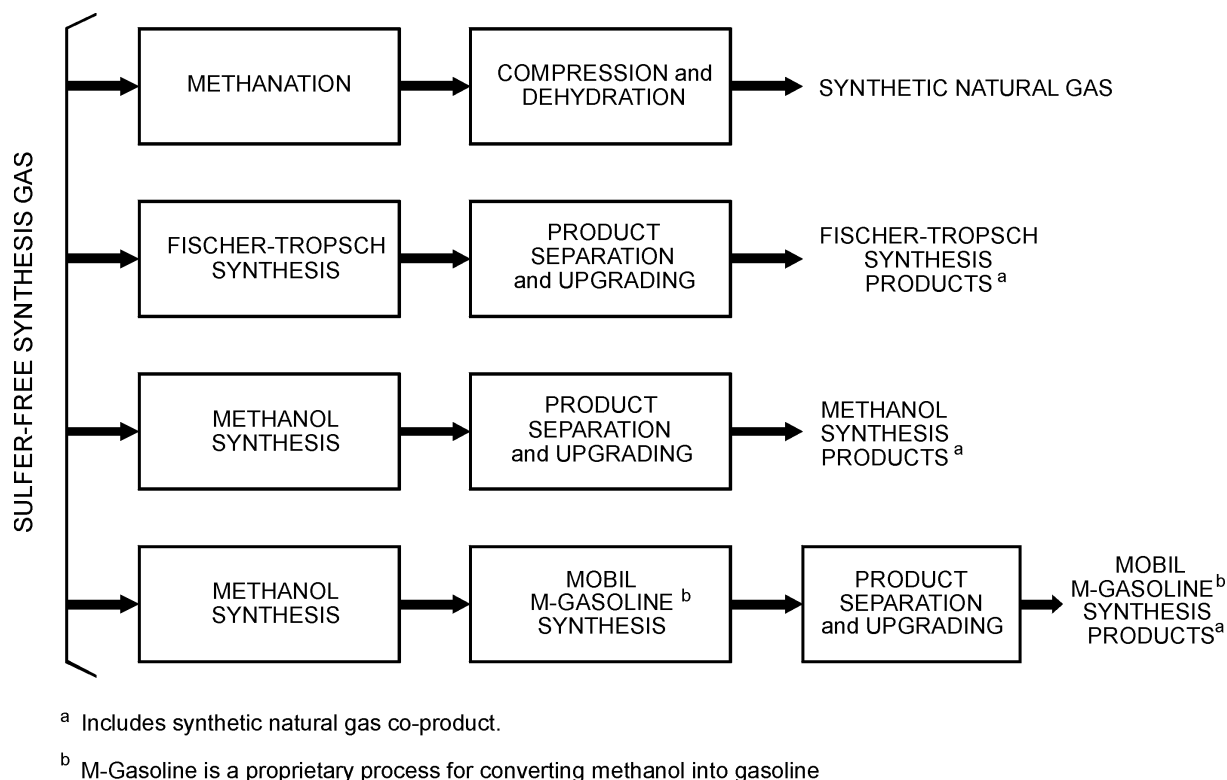 SULFER-FREE SYNTHESIS GAS
METHANATION
COMPRESSION and
DEHYDRATION
SYNTHETIC NATURAL GAS
FISCHER-TROPSCH
SYNTHESIS
PRODUCT
SEPARATION
and UPGRADING
FISCHER-TROPSCH
SYNTHESIS
PRODUCTS a
METHANOL
SYNTHESIS
PRODUCT
SEPARATION
and UPGRADING
METHANOL
SYNTHESIS
PRODUCTS a
METHANOL
SYNTHESIS
MOBIL
M-GASOLINE b
SYNTHESIS
PRODUCT
SEPARATION
and UPGRADING
MOBIL
M-GASOLINE b
SYNTHESIS
PRODUCTS a
a Includes synthetic natural gas co-product.
b M-Gasoline is a proprietary process for converting methanol into gasoline